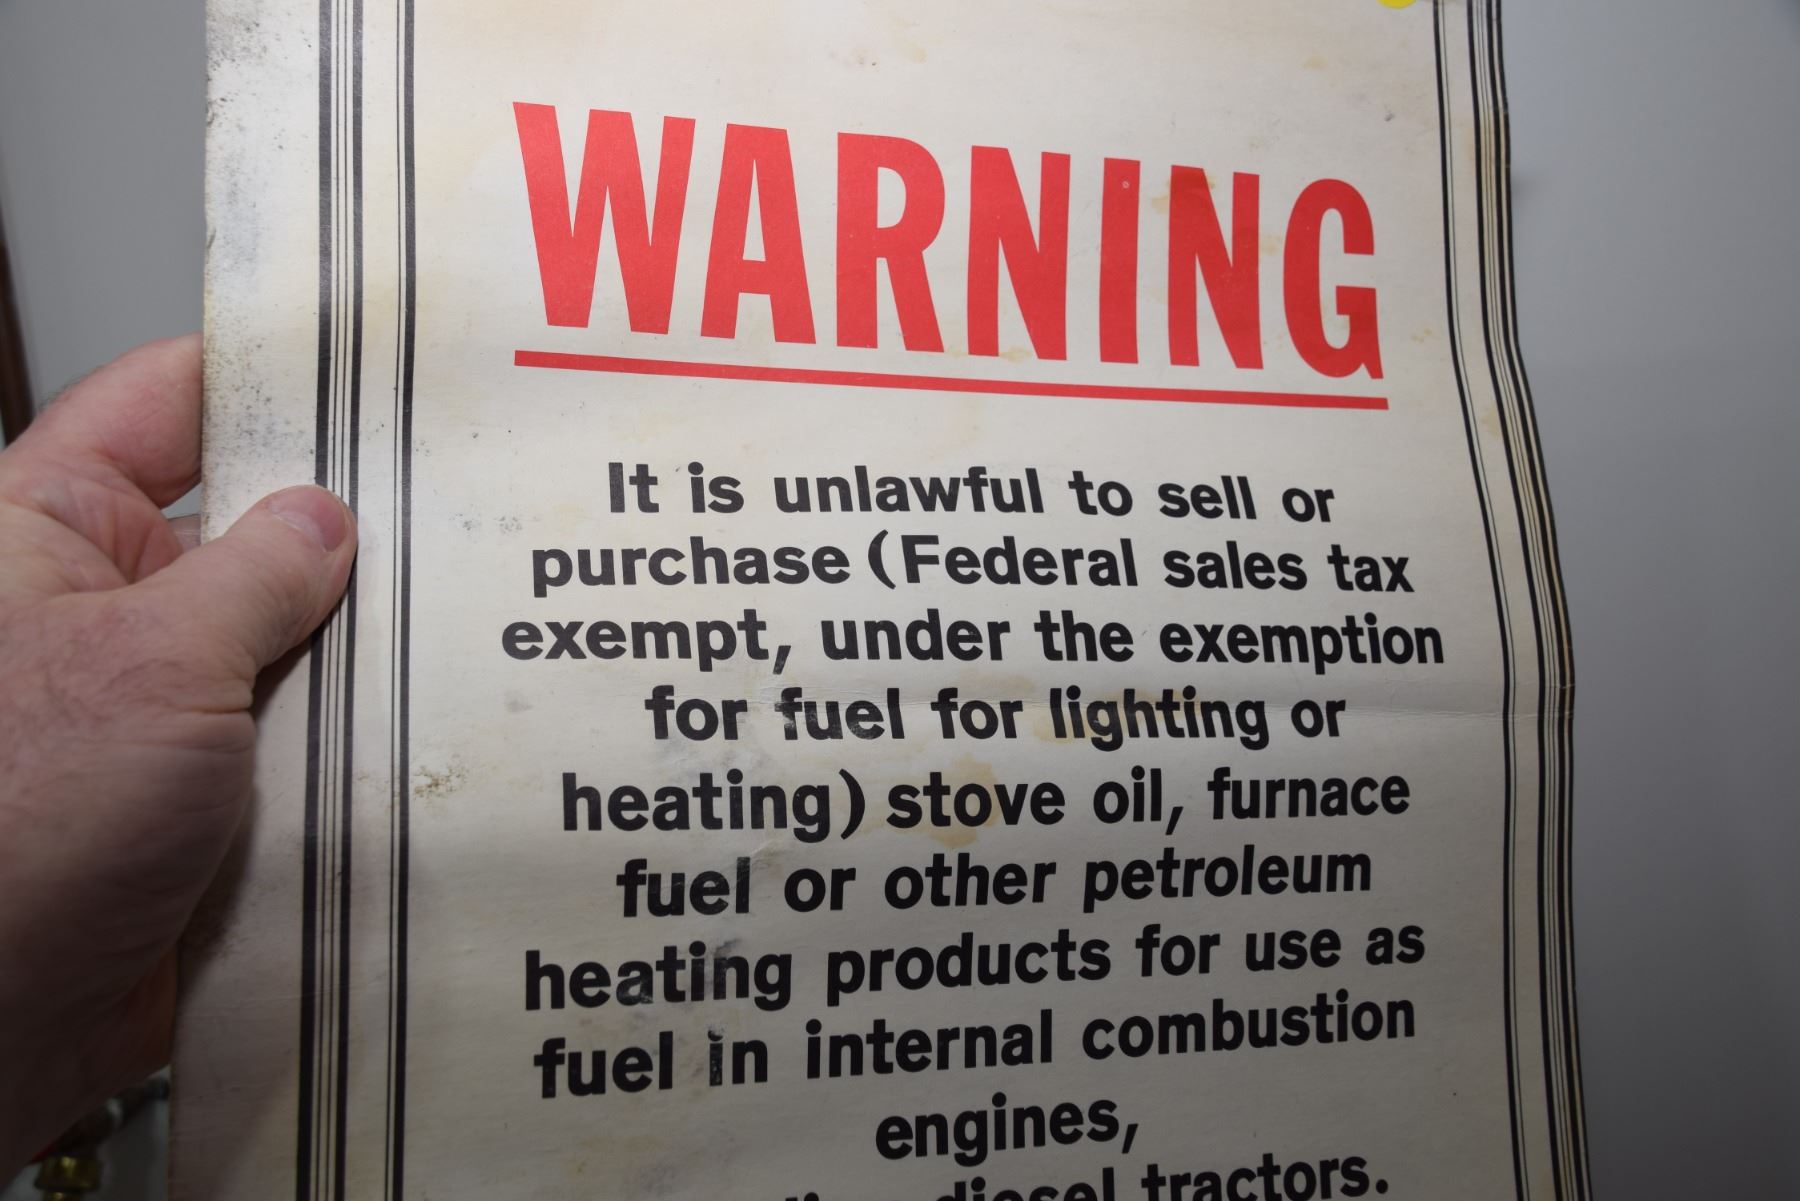 WARNING
It is unlawful to sell or
purchase (Federal sales tax
exempt, under the exemption
for fuel for lighting or
heating) stove oil, furnace
fuel or other petroleum
heating products for use as
fuel in internal combustion
engines,
diesel tractors.